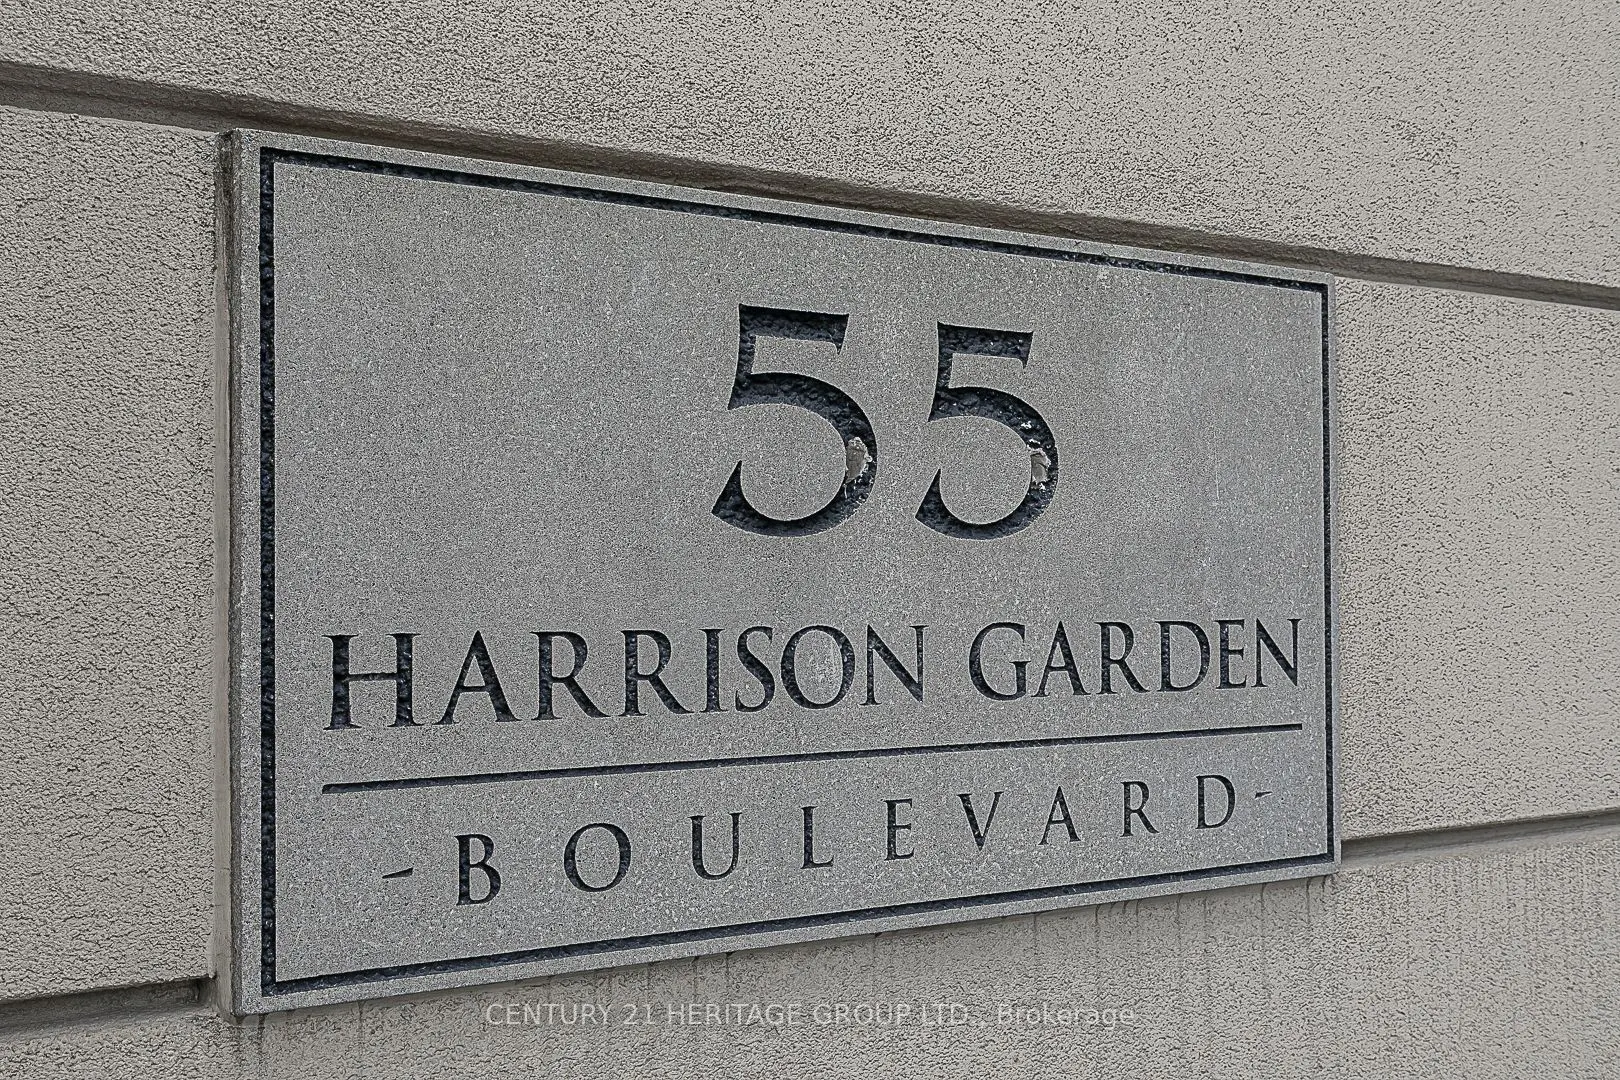 55
HARRISON GARDEN
-BOULEVARD-
CENTURY 21 HERITAGE GROUP LTD., Brokerage